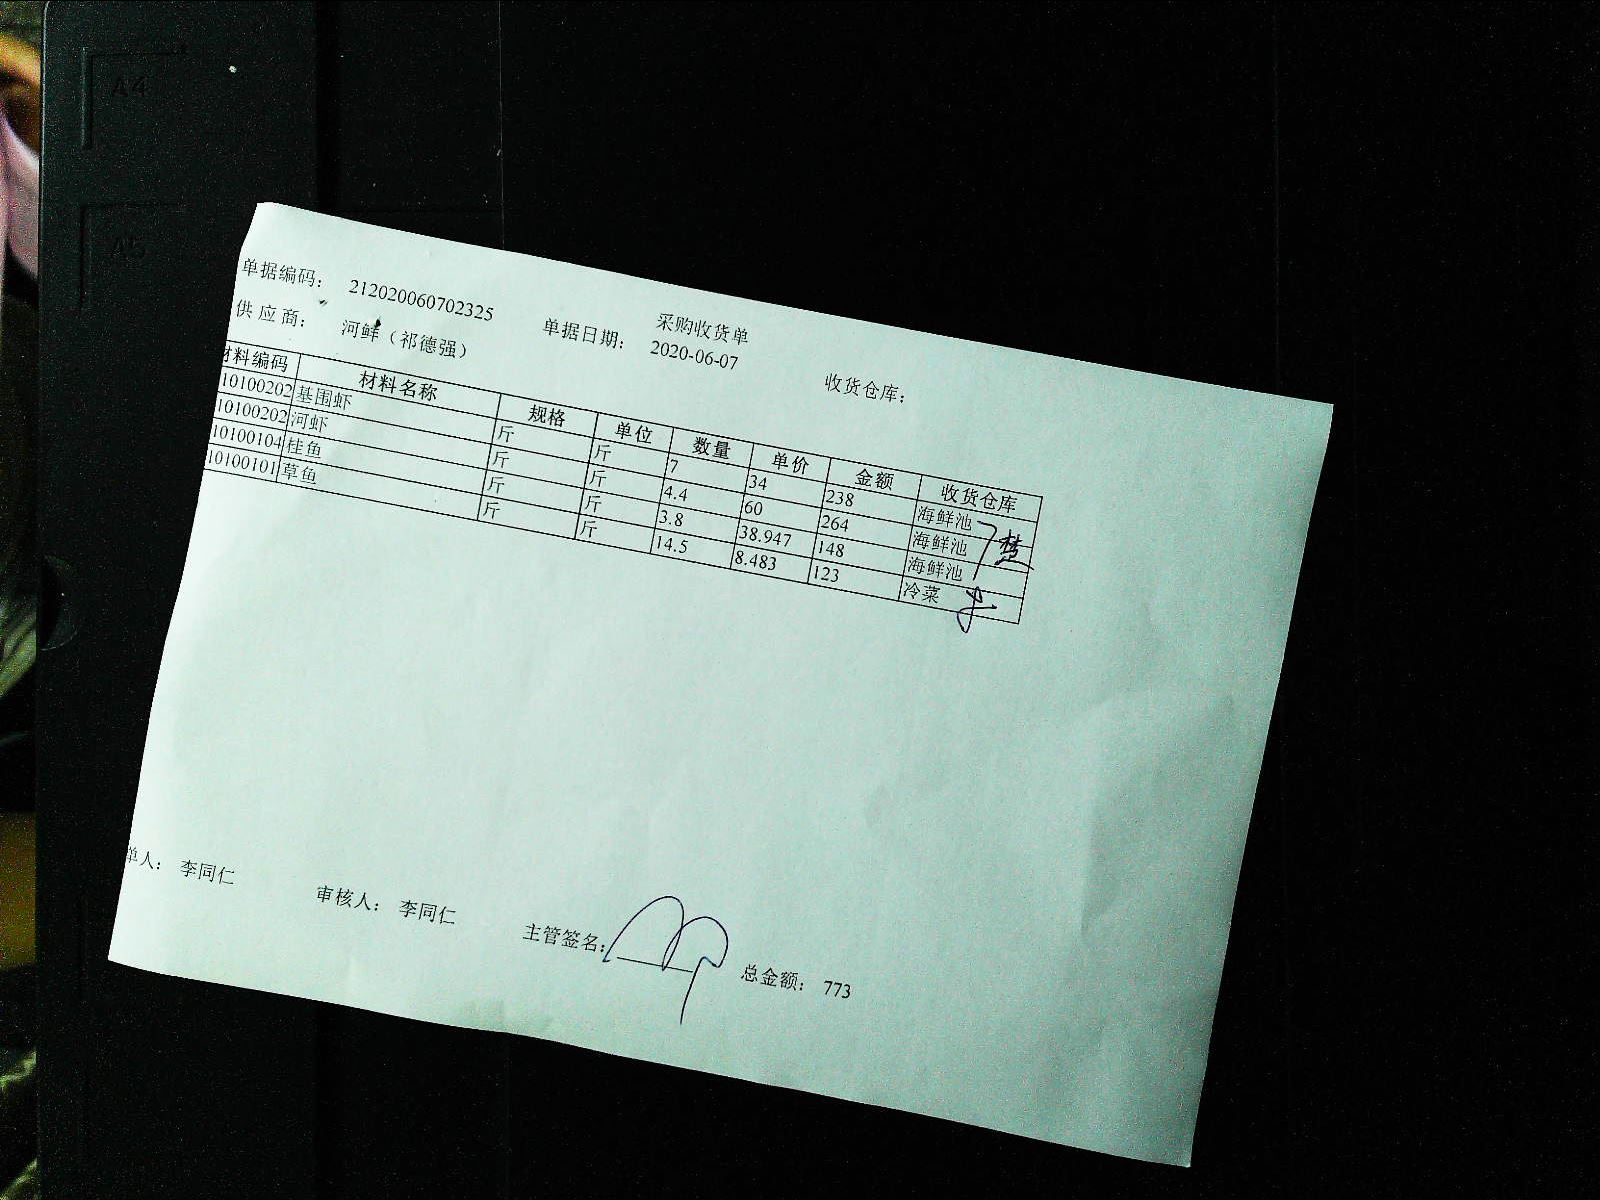 A4
A5
采购收货单
单据编码： 212020060702325 单据日期： 2020-06-07 收货仓库：
供应商： 河鲜（祁德强）
材料编码 材料名称 规格 单位 数量 单价 金额 收货仓库
10100202 基围虾 斤 斤 7 34 238 海鲜池
10100202 河虾 斤 斤 4.4 60 264 海鲜池
10100104 桂鱼 斤 斤 3.8 38.947 148 海鲜池
10100101 草鱼 斤 斤 14.5 8.483 123 冷菜
单人： 李同仁 审核人： 李同仁 主管签名： 总金额： 773